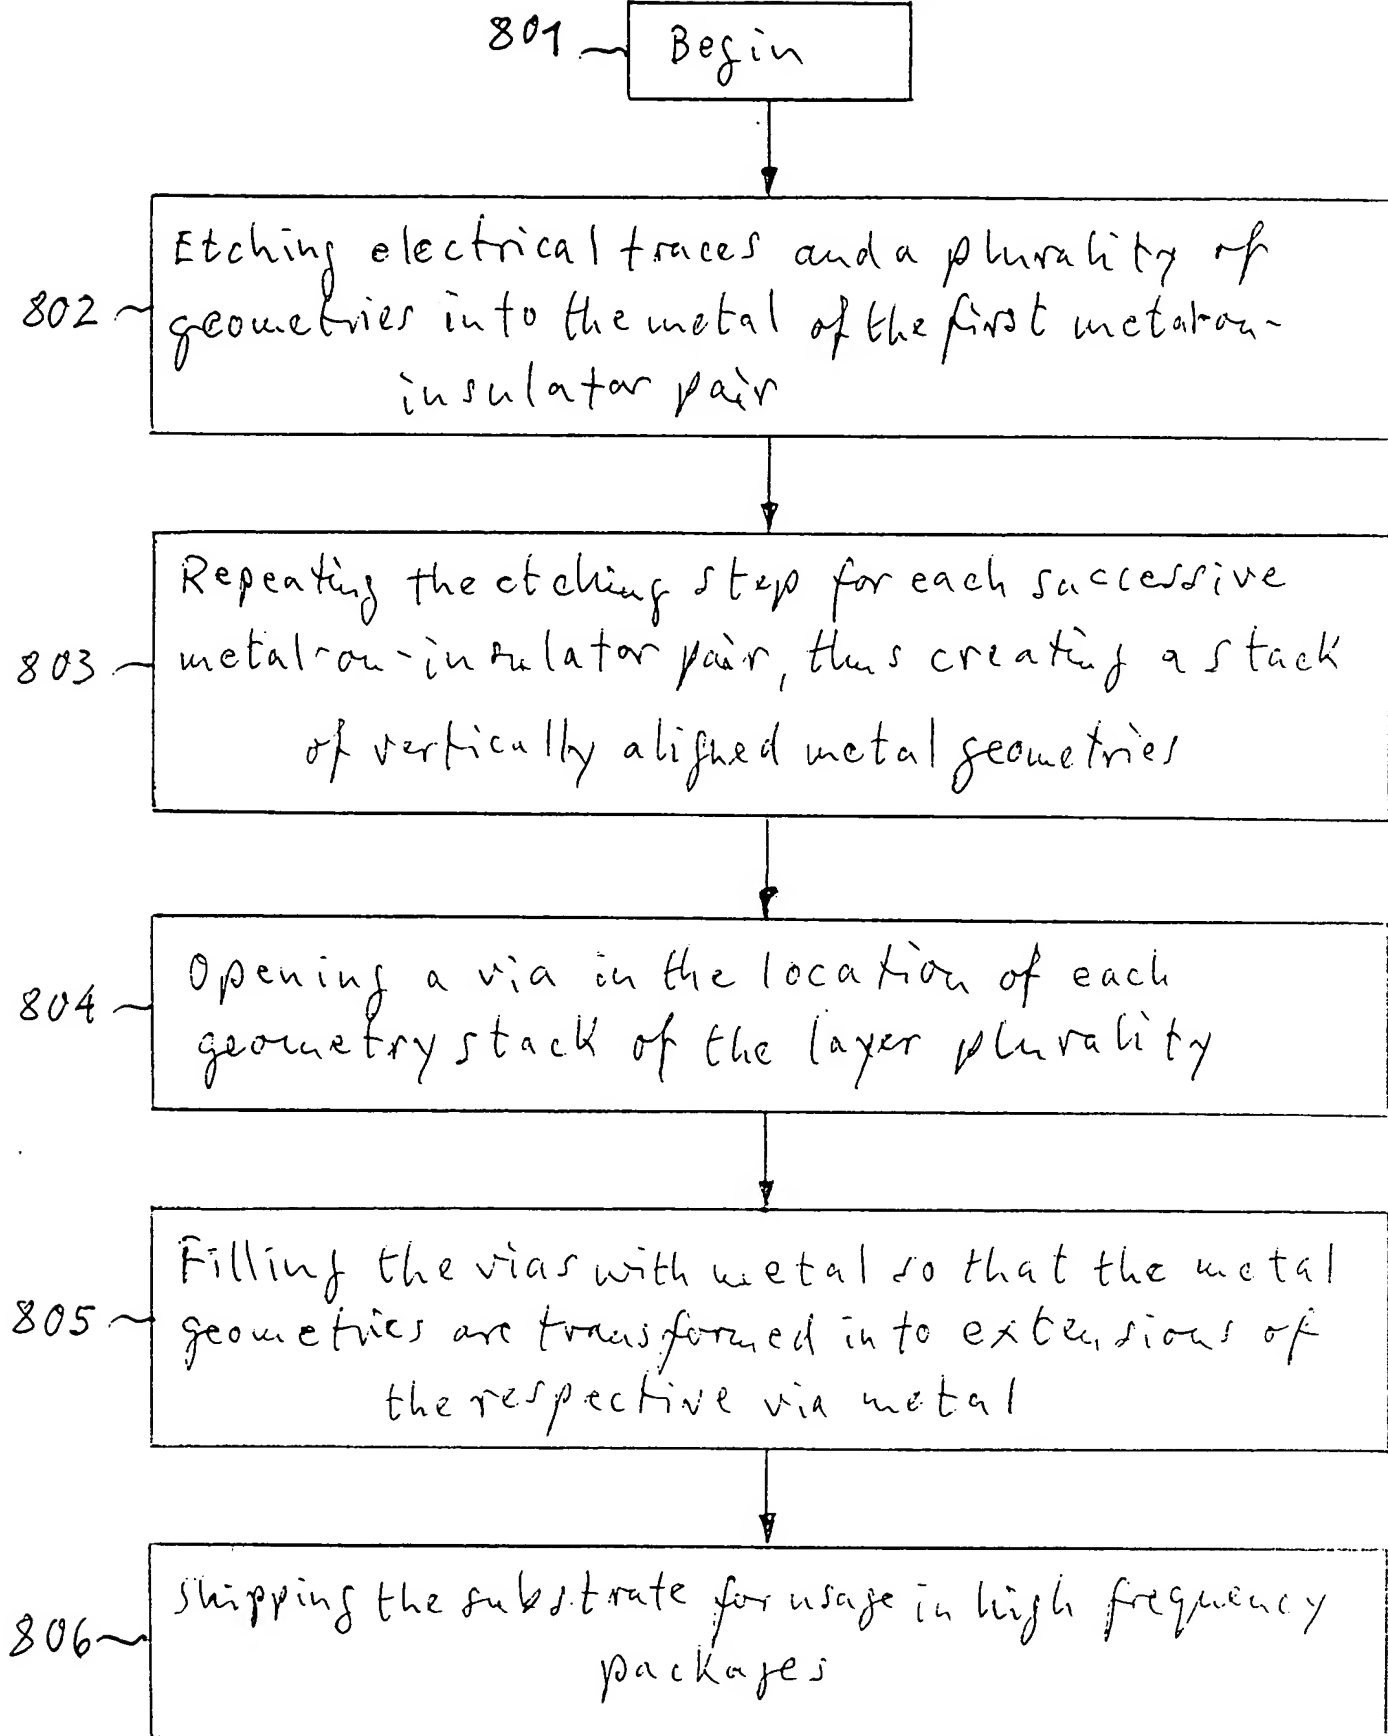 801 Begin
Etching electrical traces and a plurality of
802 geometries into the metal of the first metal-on-
insulator pair
Repeating the etching step for each successive
803 metal-on-insulator pair, thus creating a stack
of vertically aligned metal geometries
Opening a via in the location of each
804 geometry stack of the layer plurality
Filling the vias with metal so that the metal
805 geometries are transformed into extensions of
the respective via metal
Shipping the substrate for usage in high frequency
806 packages